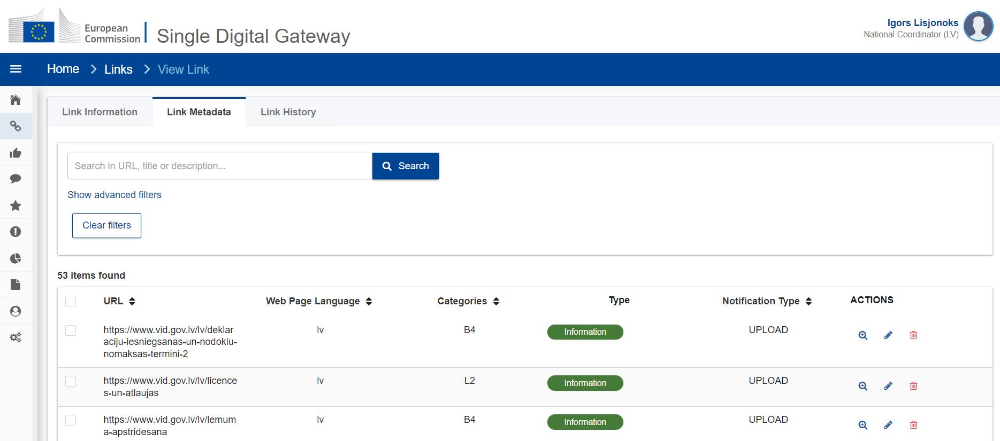 European
Commission
Single Digital Gateway
Igors Lisjonoks
National Coordinator (LV)
Home > Links > View Link
Link Information
Link Metadata
Link History
Search in URL, title or description...
Search
Show advanced filters
Clear filters
53 items found
URL Web Page Language Categories Type Notification Type ACTIONS
https://www.vid.gov.lv/lv/deklar lv B4 Information UPLOAD
aciju-iesniegsanas-un-nodoklu-
nomaksas-termini-2
https://www.vid.gov.lv/lv/licence lv L2 Information UPLOAD
s-un-atlaujas
https://www.vid.gov.lv/lv/lemum lv B4 Information UPLOAD
a-apstridesana